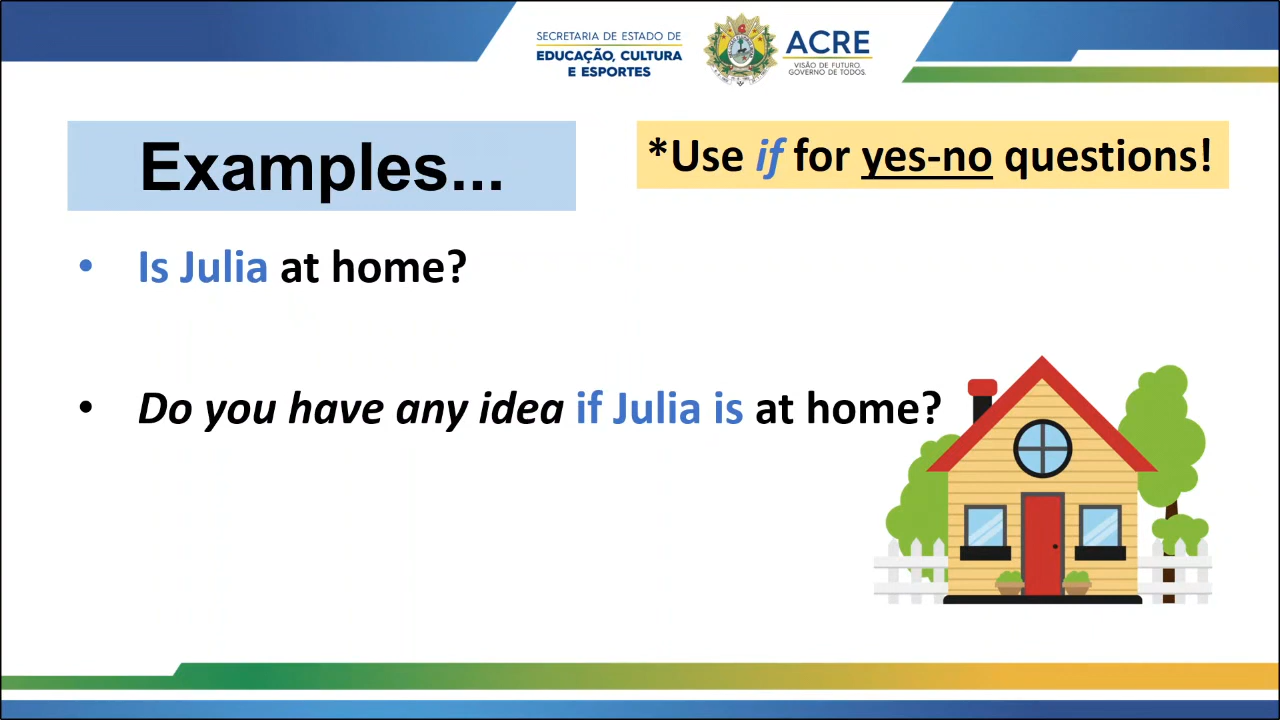 SECRETARIA DE ESTADO DE
EDUCAÇÃO, CULTURA
E ESPORTES
ACRE
VISÃO DE FUTURO.
GOVERNO DE TODOS.
Examples...
*Use if for yes-no questions!
• Is Julia at home?
• Do you have any idea if Julia is at home?